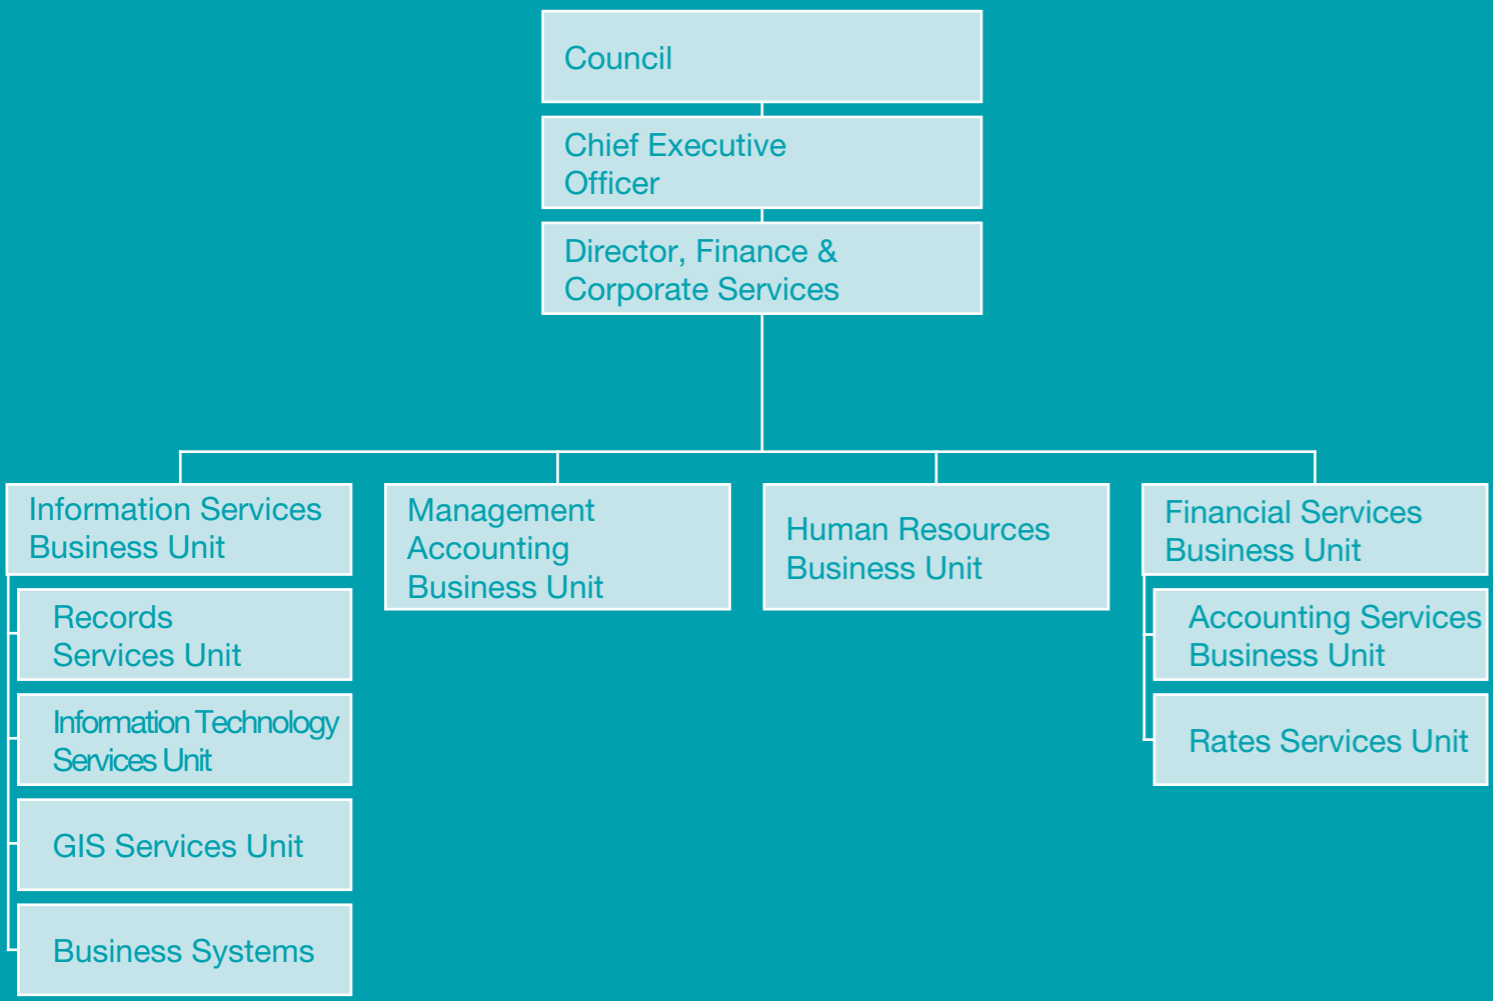 Council
Chief Executive
Officer
Director, Finance &
Corporate Services
Information Services
Business Unit
Records
Services Unit
Information Technology
Services Unit
GIS Services Unit
Business Systems
Management
Accounting
Business Unit
Human Resources
Business Unit
Financial Services
Business Unit
Accounting Services
Business Unit
Rates Services Unit